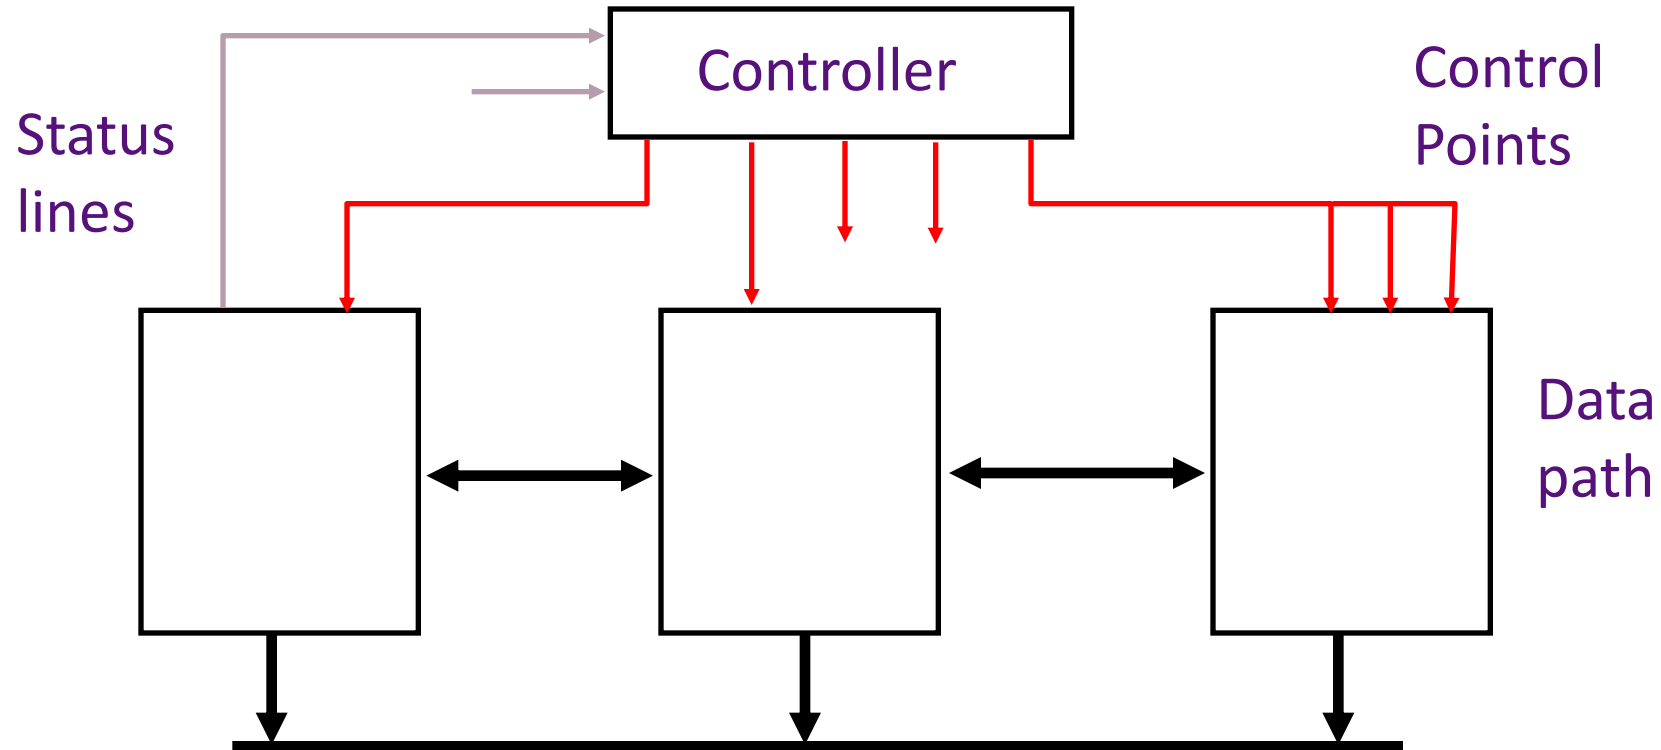 Controller
Control
Points
Status
lines
Data
path